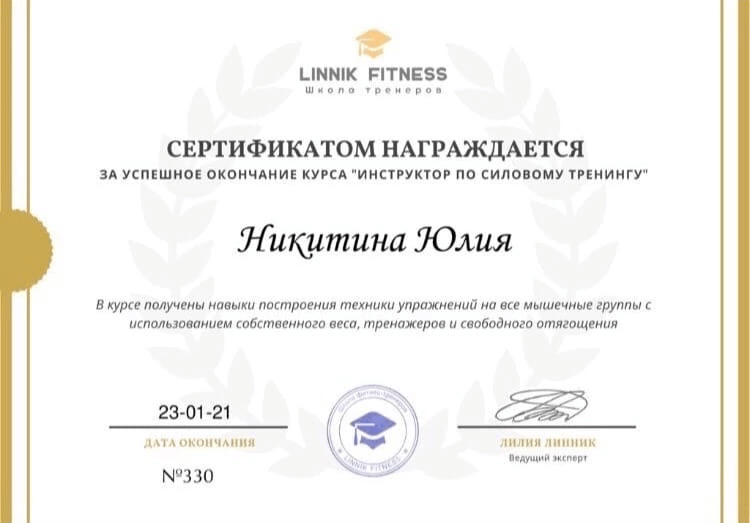 LINNIK FITNESS
Школа тренеров
СЕРТИФИКАТОМ НАГРАЖДАЕТСЯ
ЗА УСПЕШНОЕ ОКОНЧАНИЕ КУРСА "ИНСТРУКТОР ПО СИЛОВОМУ ТРЕНИНГУ"
Никитина Юлия
В курсе получены навыки построения техники упражнений на все мышечные группы с
использованием собственного веса, тренажеров и свободного отягощения
23-01-21
ДАТА ОКОНЧАНИЯ
№330
Школа фитнес-тренеров
LINNIK FITNESS
ЛИЛИЯ ЛИННИК
Ведущий эксперт